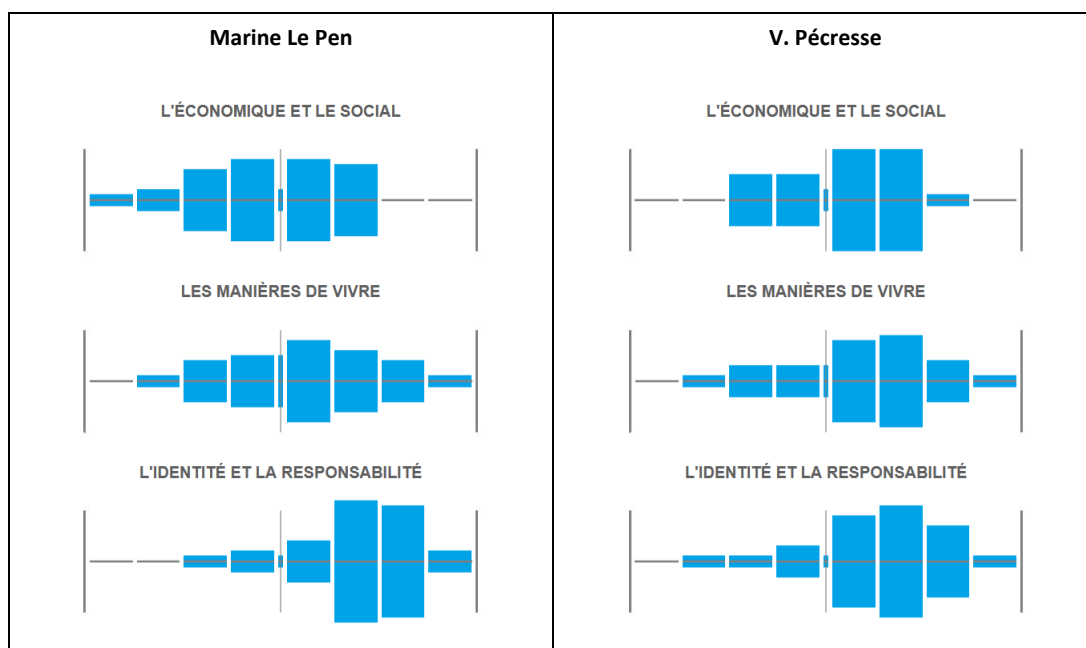 Marine Le Pen
L'ÉCONOMIQUE ET LE SOCIAL
LES MANIÈRES DE VIVRE
L'IDENTITÉ ET LA RESPONSABILITÉ
V. Pécresse
L'ÉCONOMIQUE ET LE SOCIAL
LES MANIÈRES DE VIVRE
L'IDENTITÉ ET LA RESPONSABILITÉ